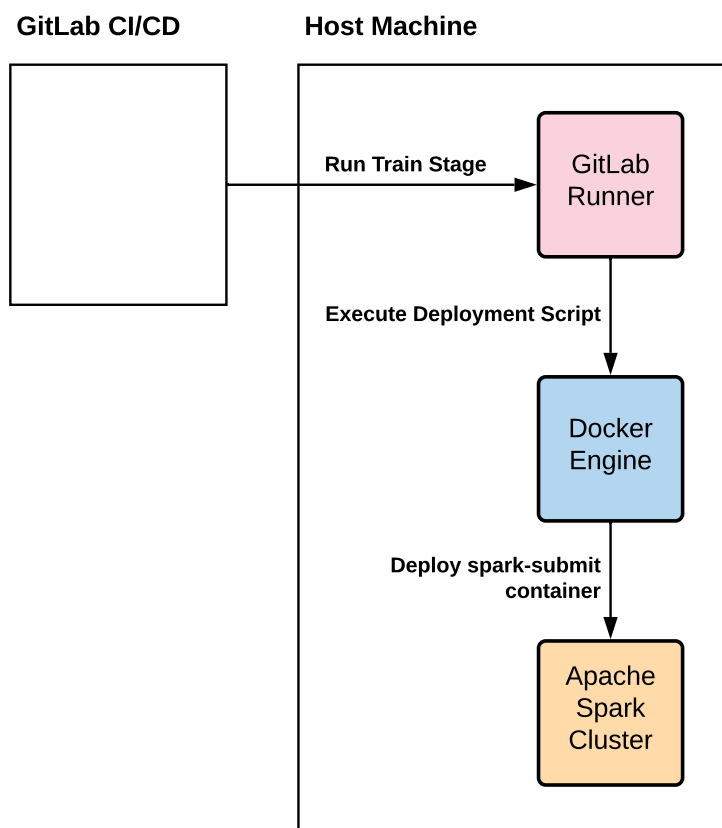 GitLab CI/CD
Host Machine
Run Train Stage
GitLab
Runner
Execute Deployment Script
Docker
Engine
Deploy spark-submit
container
Apache
Spark
Cluster